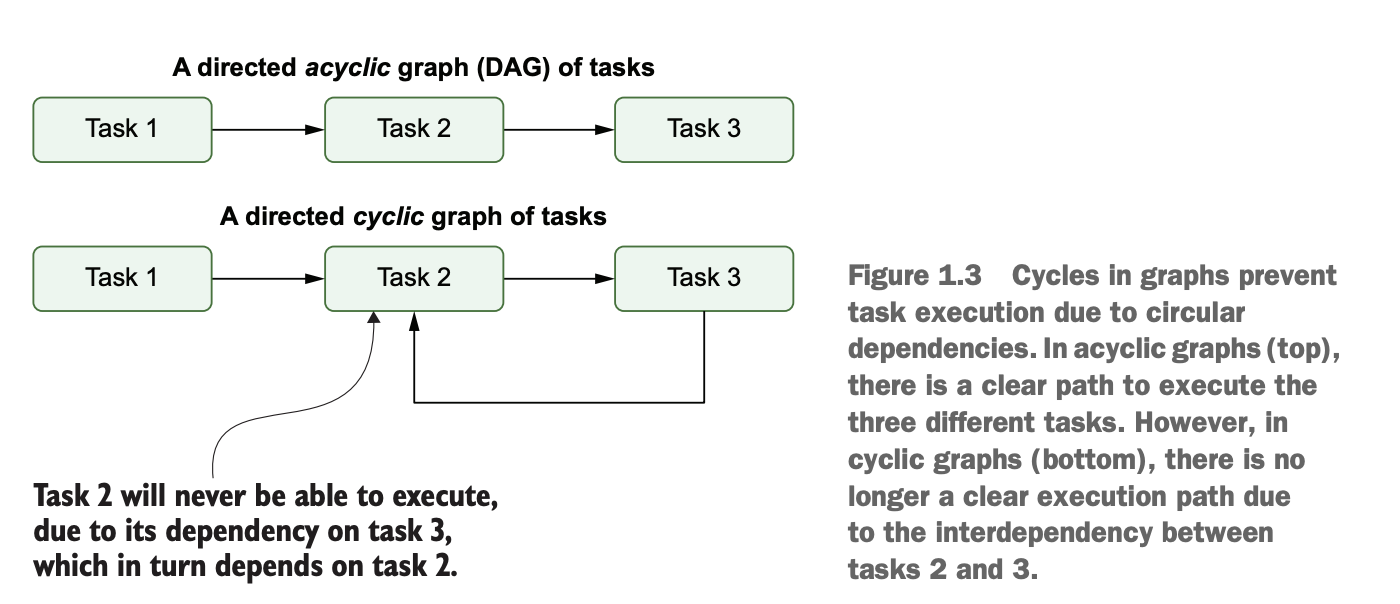 A directed acyclic graph (DAG) of tasks
Task 1
Task 2
Task 3
A directed cyclic graph of tasks
Task 1
Task 2
Task 3
Task 2 will never be able to execute,
due to its dependency on task 3,
which in turn depends on task 2.
Figure 1.3 Cycles in graphs prevent
task execution due to circular
dependencies. In acyclic graphs (top),
there is a clear path to execute the
three different tasks. However, in
cyclic graphs (bottom), there is no
longer a clear execution path due
to the interdependency between
tasks 2 and 3.